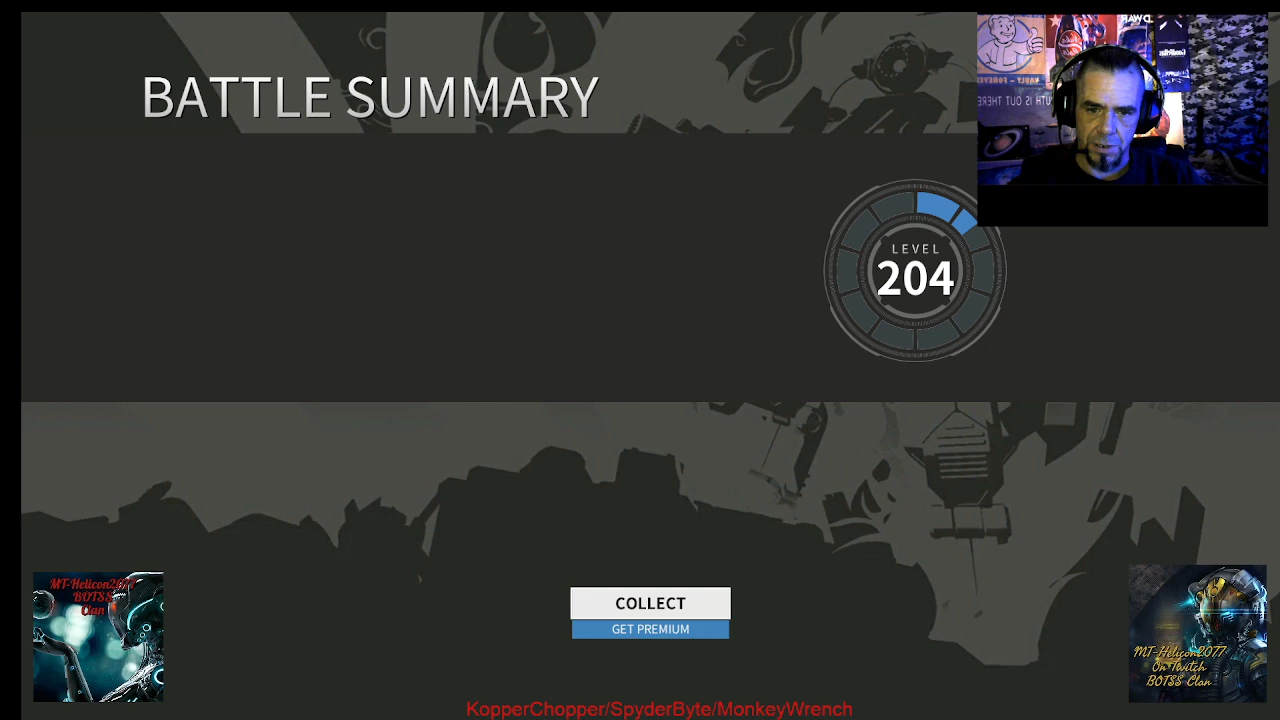 BATTLE SUMMARY
LEVEL
204
COLLECT
GET PREMIUM
MT-Helicon2077
BOTSS
Clan
MT-Helicon2077
On Twitch
BOTSS Clan
KopperChopper/SpyderByte/MonkeyWrench